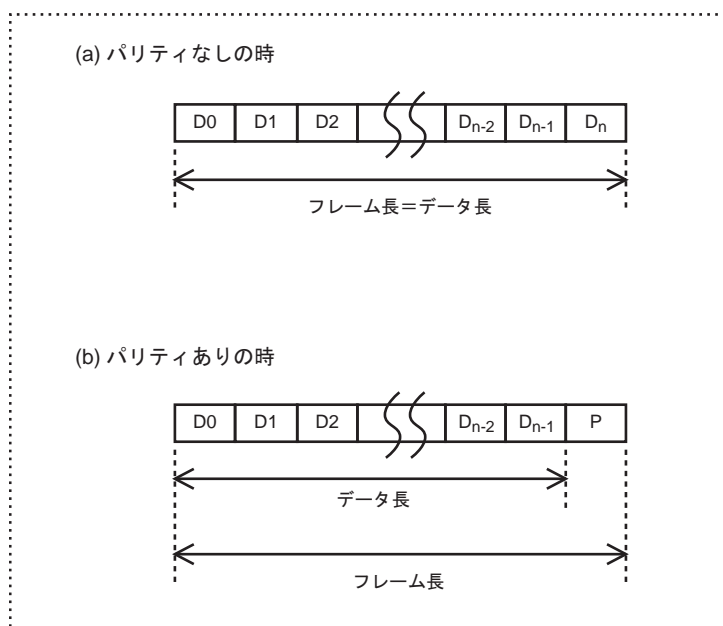 (a) パリティなしの時
D0 D1 D2 Dn-2 Dn-1 Dn
フレーム長=データ長
(b) パリティありの時
D0 D1 D2 Dn-2 Dn-1 P
データ長
フレーム長